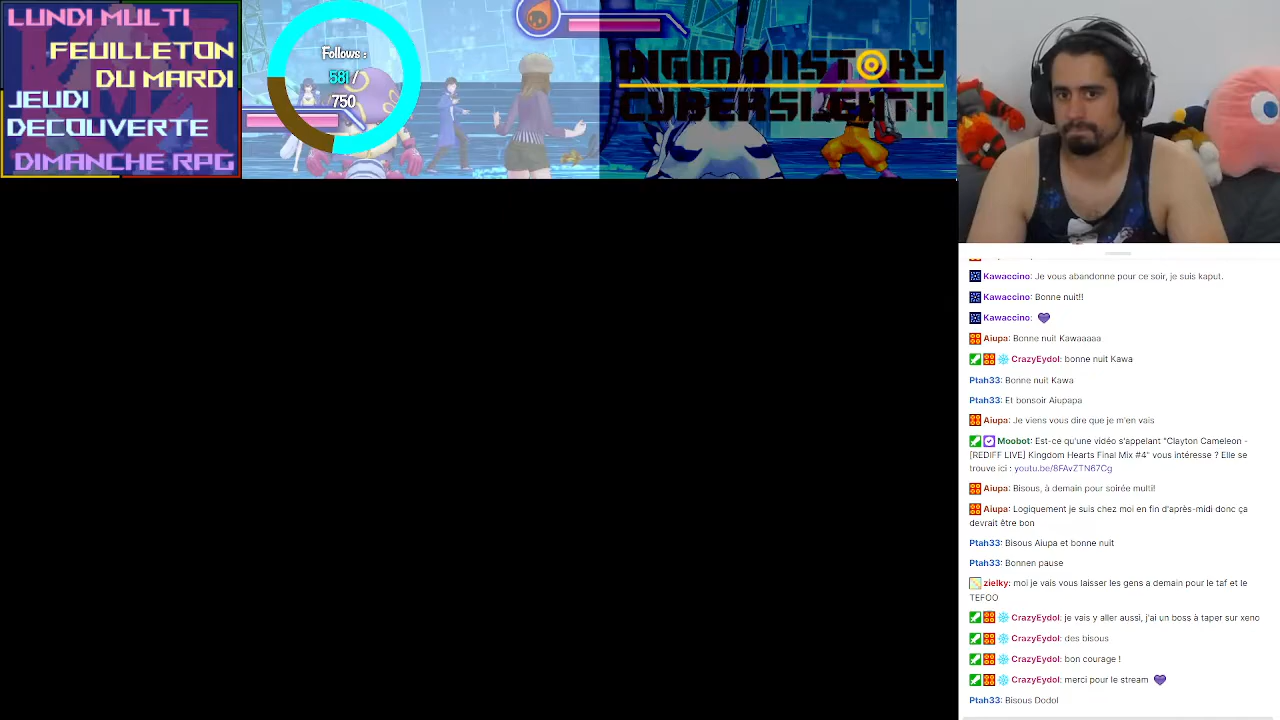 LUNDI MULTI
FEUILLETON
DU MARDI
JEUDI
DECOUVERTE
DIMANCHE RPG
Follows :
581 /
750
DIGIMON STORY
CYBER SLEUTH
Kawaccino: Je vous abandonne pour ce soir, je suis kaput.
Kawaccino: Bonne nuit!!
Kawaccino:
Aiupa: Bonne nuit Kawaaaaa
CrazyEydol: bonne nuit Kawa
Ptah33: Bonne nuit Kawa
Ptah33: Et bonsoir Aiupapa
Aiupa: Je viens vous dire que je m'en vais
Moobot: Est-ce qu'une vidéo s'appelant "Clayton Cameleon -
[REDIFF LIVE] Kingdom Hearts Final Mix #4" vous intéresse ? Elle se
trouve ici : youtu.be/8FAvZTN67Cg
Aiupa: Bisous, à demain pour soirée multi!
Aiupa: Logiquement je suis chez moi en fin d'après-midi donc ça
devrait être bon
Ptah33: Bisous Aiupa et bonne nuit
Ptah33: Bonnen pause
zielky: moi je vais vous laisser les gens a demain pour le taf et le
TEFOO
CrazyEydol: je vais y aller aussi, j'ai un boss à taper sur xeno
CrazyEydol: des bisous
CrazyEydol: bon courage !
CrazyEydol: merci pour le stream
Ptah33: Bisous Dodol